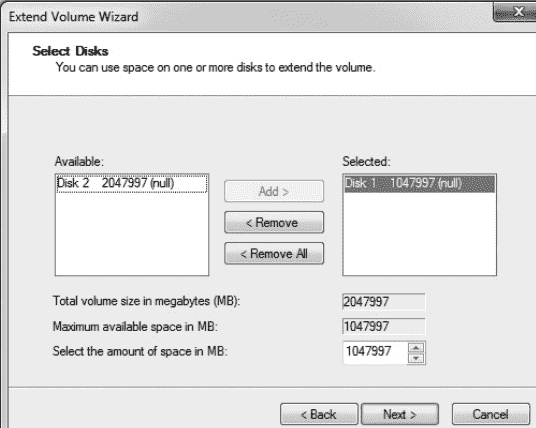 Extend Volume Wizard
Select Disks
You can use space on one or more disks to extend the volume.
Available:
Selected:
Disk 2 2047997 (null)
Disk 1 1047997 (null)
Add >
< Remove
< Remove All
Total volume size in megabytes (MB): 2047997
Maximum available space in MB: 1047997
Select the amount of space in MB: 1047997
< Back Next > Cancel